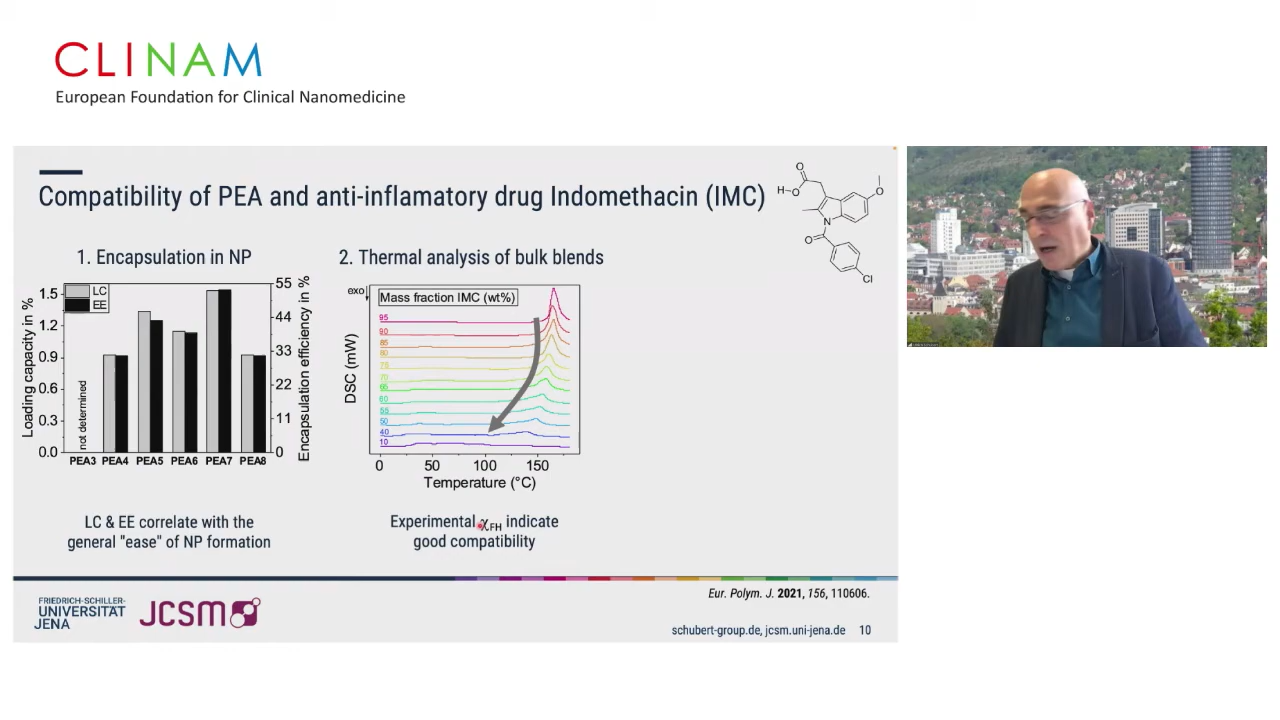 CLINAM
European Foundation for Clinical Nanomedicine
Compatibility of PEA and anti-inflamatory drug Indomethacin (IMC)
O
H-O
O
N
O
Cl
1. Encapsulation in NP
LC
EE
Loading capacity in %
1.5
1.2
0.9
0.6
0.3
0.0
55
44
33
22
11
0
Encapsulation efficiency in %
not determined
PEA3 PEA4 PEA5 PEA6 PEA7 PEA8
LC & EE correlate with the
general "ease" of NP formation
2. Thermal analysis of bulk blends
exo
Mass fraction IMC (wt%)
95
90
85
80
75
70
65
60
55
50
40
10
DSC (mW)
0 50 100 150
Temperature (°C)
Experimental χFH indicate
good compatibility
Eur. Polym. J. 2021, 156, 110606.
FRIEDRICH-SCHILLER-
UNIVERSITÄT
JENA
JCSM
schubert-group.de, jcsm.uni-jena.de 10